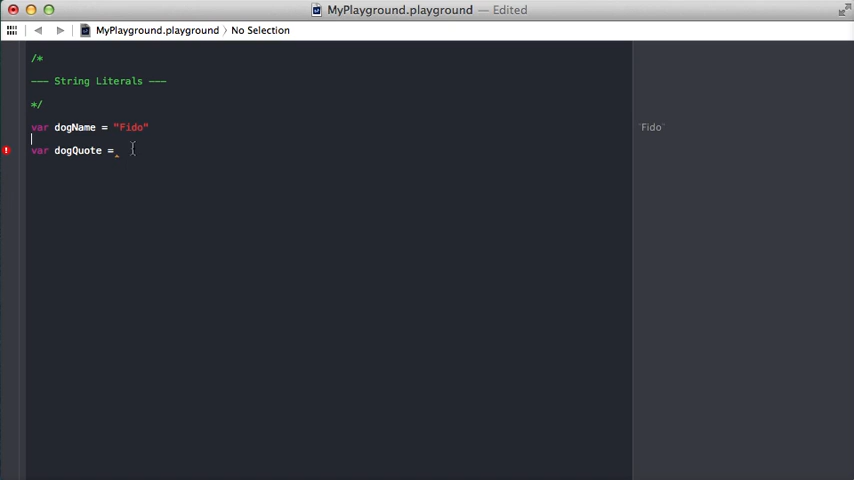 MyPlayground.playground — Edited
MyPlayground.playground 〉 No Selection
/*
--- String Literals ---
*/
var dogName = "Fido"
"Fido"
var dogQuote =